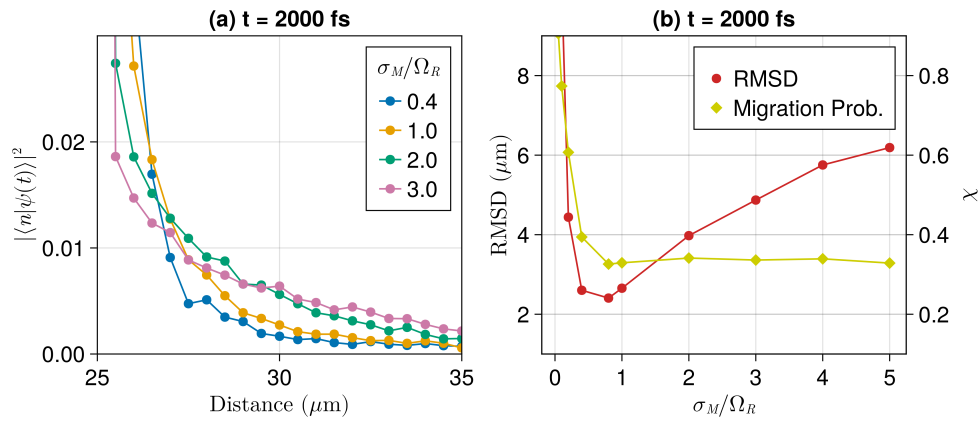 (a) t = 2000 fs
|⟨n|ψ(t)⟩|²
0.02
0.01
0.00
25
30
35
Distance (μm)
σ_M/Ω_R
0.4
1.0
2.0
3.0
(b) t = 2000 fs
RMSD (μm)
8
6
4
2
0
1
2
3
4
5
σ_M/Ω_R
RMSD
Migration Prob.
0.8
0.6
0.4
0.2
χ